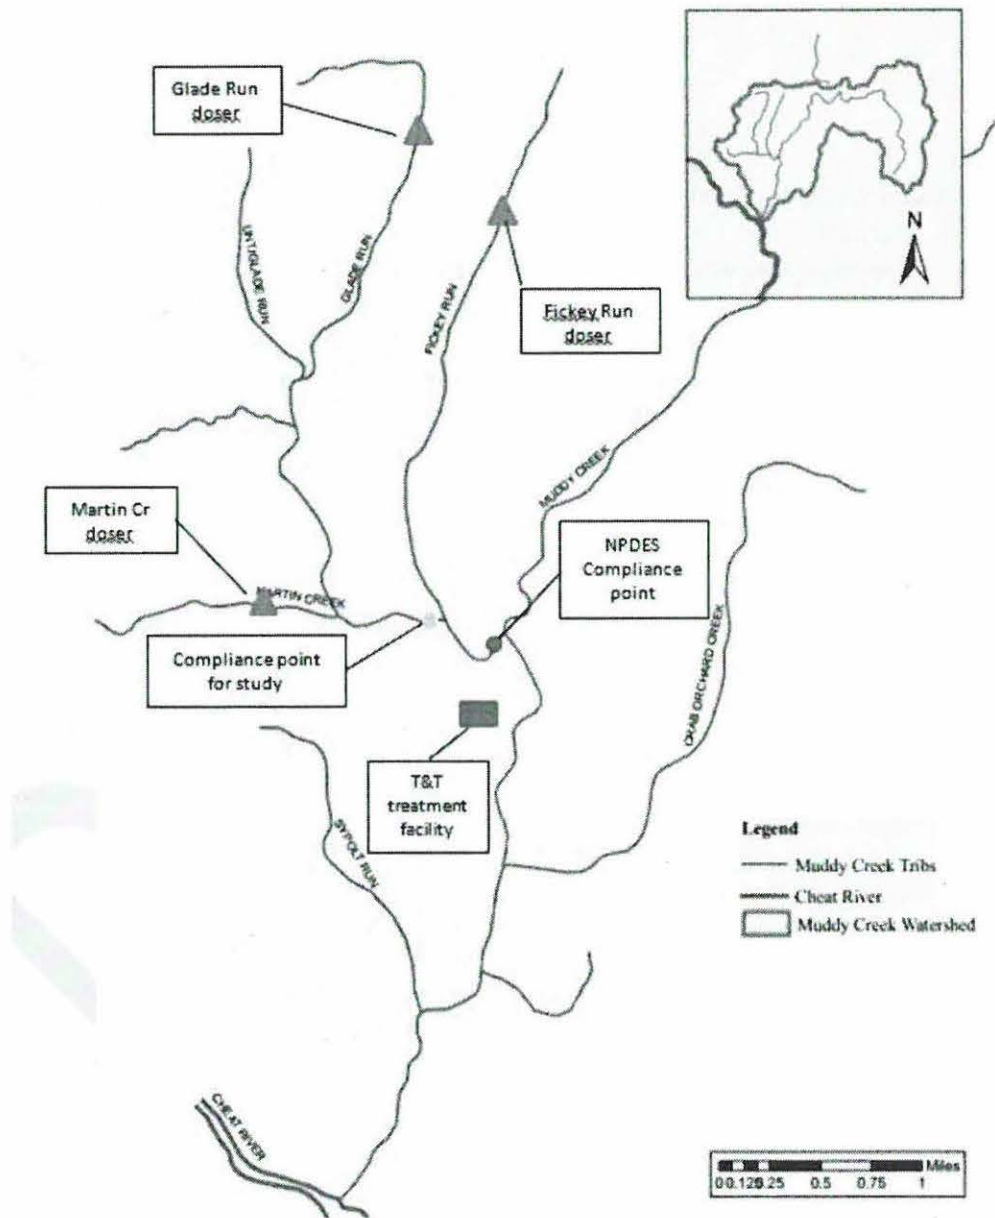 Glade Run
doser
N
UNT/GLADE RUN
GLADE RUN
FICKEY RUN
Fickey Run
doser
MUDDY CREEK
Martin Cr
doser
NPDES
Compliance
point
MARTIN CREEK
Compliance point
for study
CRAB ORCHARD CREEK
T&T
treatment
facility
SYPOLT RUN
Legend
Muddy Creek Tribs
Cheat River
Muddy Creek Watershed
CHEAT RIVER
Miles
0 0.125 0.25 0.5 0.75 1